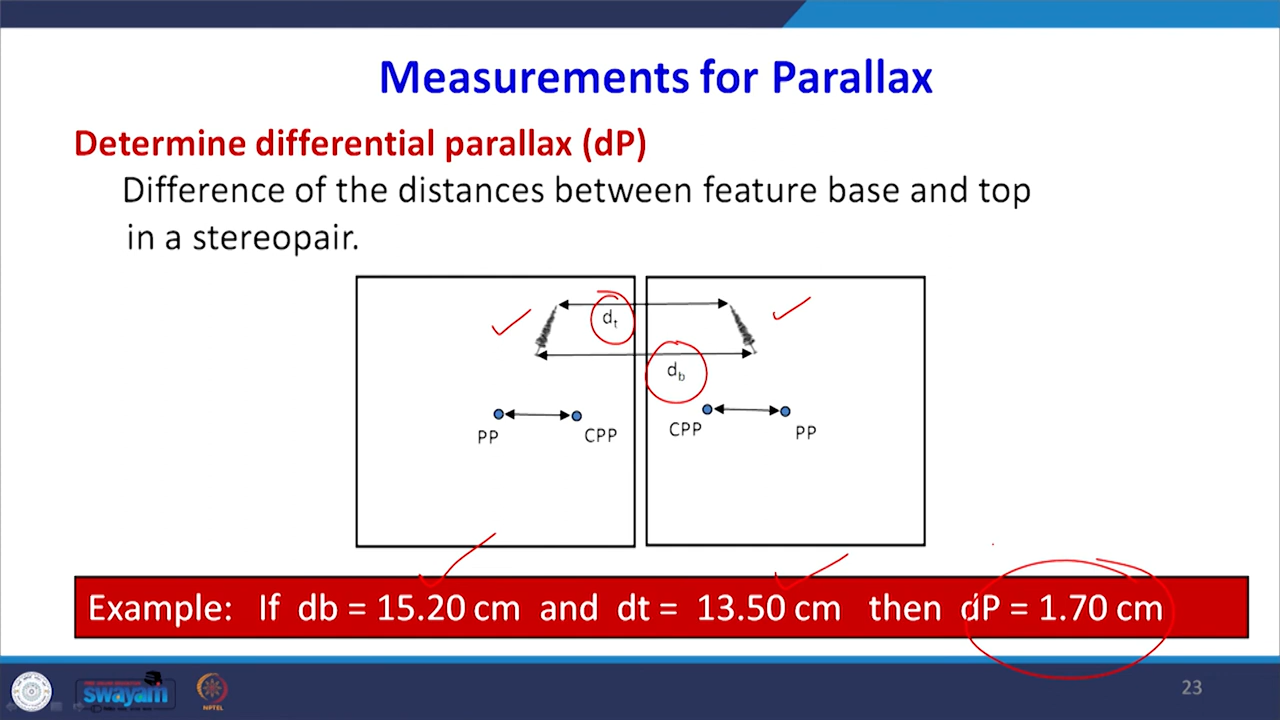 Measurements for Parallax
Determine differential parallax (dP)
Difference of the distances between feature base and top
in a stereopair.
dt
db
PP
CPP
CPP
PP
Example: If db = 15.20 cm and dt = 13.50 cm then dP = 1.70 cm
swayam
NPTEL
23